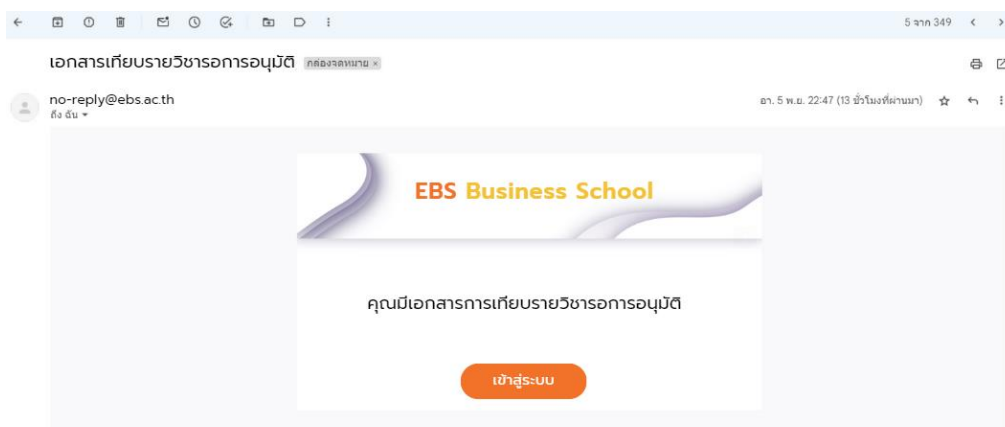 5 จาก 349
เอกสารเทียบรายวิชารอการอนุมัติ กล่องจดหมาย ×
no-reply@ebs.ac.th
อา. 5 พ.ย. 22:47 (13 ชั่วโมงที่ผ่านมา)
ถึง ฉัน
EBS Business School
คุณมีเอกสารการเทียบรายวิชารอการอนุมัติ
เข้าสู่ระบบ